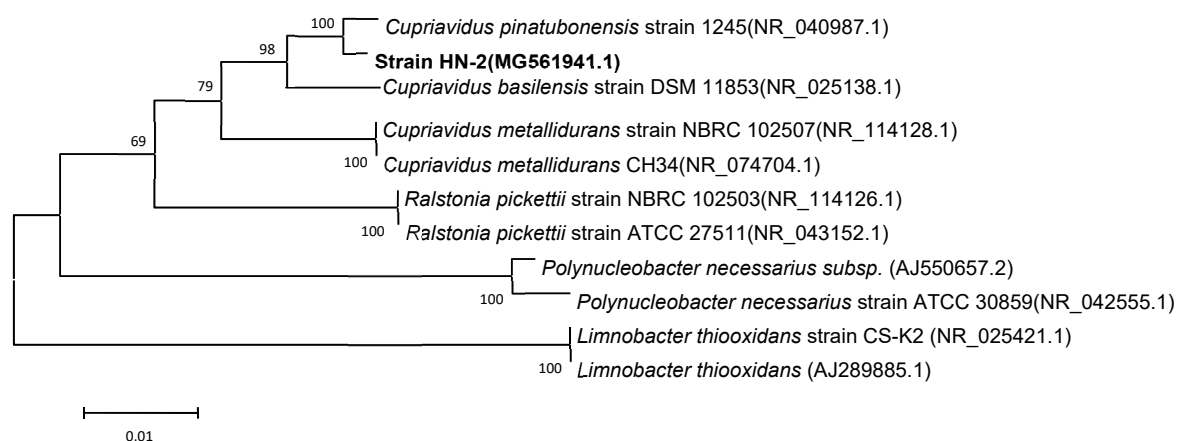 100
Cupriavidus pinatubonensis strain 1245(NR_040987.1)
98
Strain HN-2(MG561941.1)
79
Cupriavidus basilensis strain DSM 11853(NR_025138.1)
Cupriavidus metallidurans strain NBRC 102507(NR_114128.1)
69
100
Cupriavidus metallidurans CH34(NR_074704.1)
Ralstonia pickettii strain NBRC 102503(NR_114126.1)
100
Ralstonia pickettii strain ATCC 27511(NR_043152.1)
Polynucleobacter necessarius subsp. (AJ550657.2)
100
Polynucleobacter necessarius strain ATCC 30859(NR_042555.1)
Limnobacter thiooxidans strain CS-K2 (NR_025421.1)
100
Limnobacter thiooxidans (AJ289885.1)
0.01